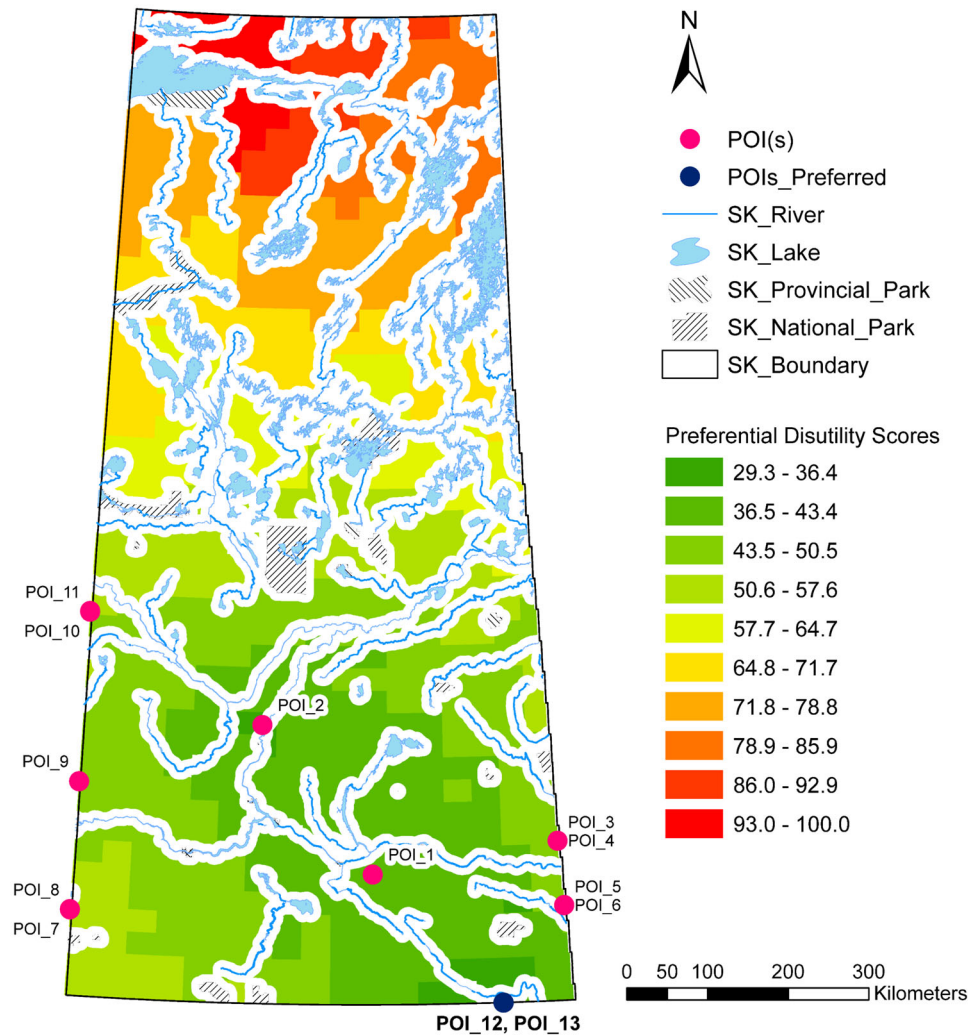 N
POI(s)
POIs_Preferred
SK_River
SK_Lake
SK_Provincial_Park
SK_National_Park
SK_Boundary
Preferential Disutility Scores
29.3 - 36.4
36.5 - 43.4
43.5 - 50.5
50.6 - 57.6
57.7 - 64.7
64.8 - 71.7
71.8 - 78.8
78.9 - 85.9
86.0 - 92.9
93.0 - 100.0
POI_11
POI_10
POI_2
POI_9
POI_3
POI_4
POI_1
POI_8
POI_7
POI_5
POI_6
POI_12, POI_13
0 50 100 200 300
Kilometers